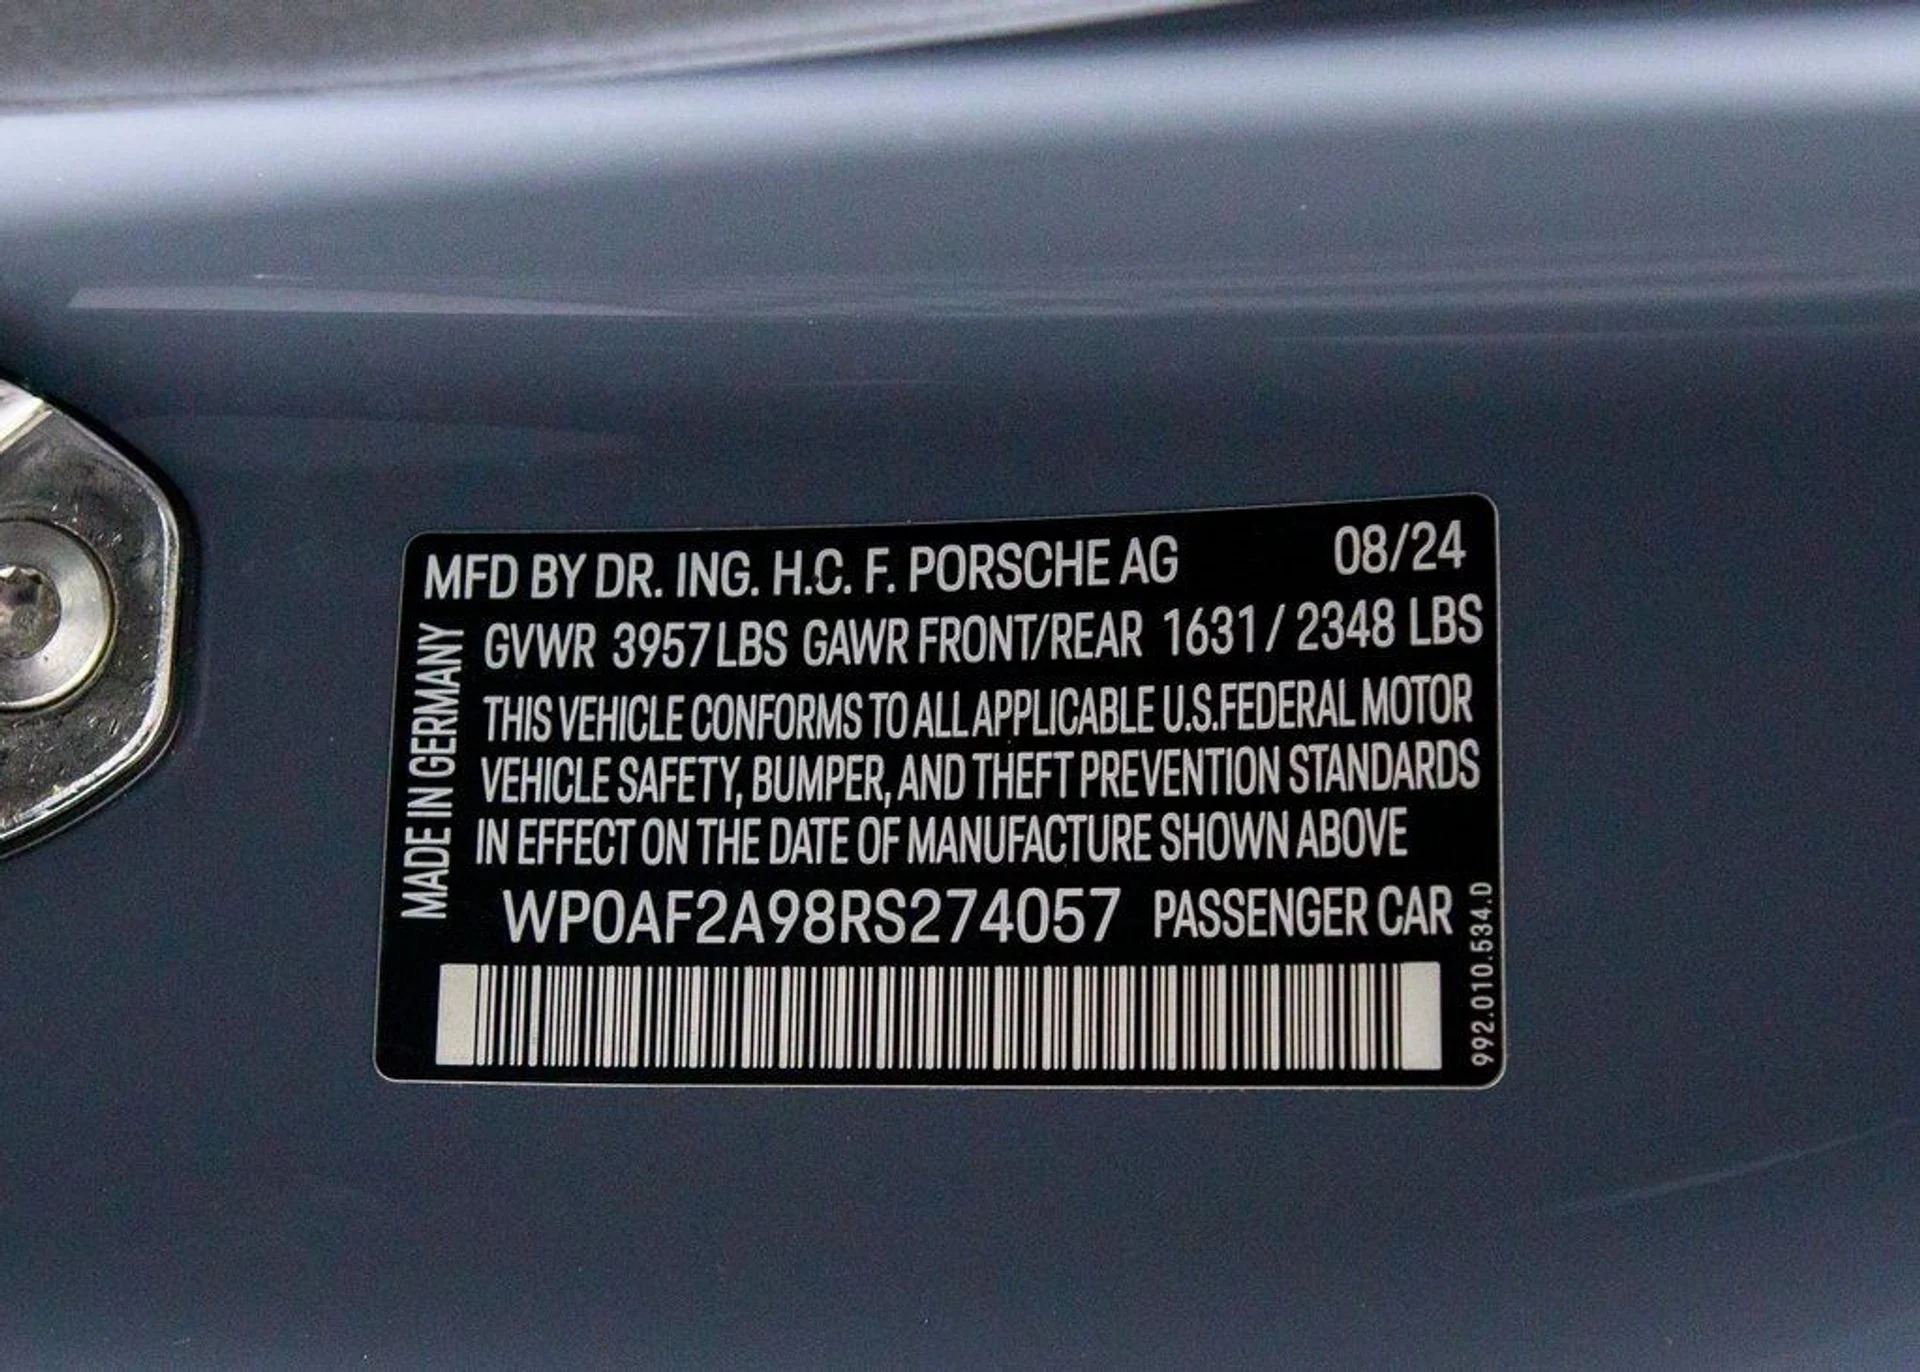 MFD BY DR. ING. H.C. F. PORSCHE AG 08/24
GVWR 3957 LBS GAWR FRONT/REAR 1631 / 2348 LBS
THIS VEHICLE CONFORMS TO ALL APPLICABLE U.S.FEDERAL MOTOR
VEHICLE SAFETY, BUMPER, AND THEFT PREVENTION STANDARDS
IN EFFECT ON THE DATE OF MANUFACTURE SHOWN ABOVE
WP0AF2A98RS274057 PASSENGER CAR
MADE IN GERMANY
992.010.534.D